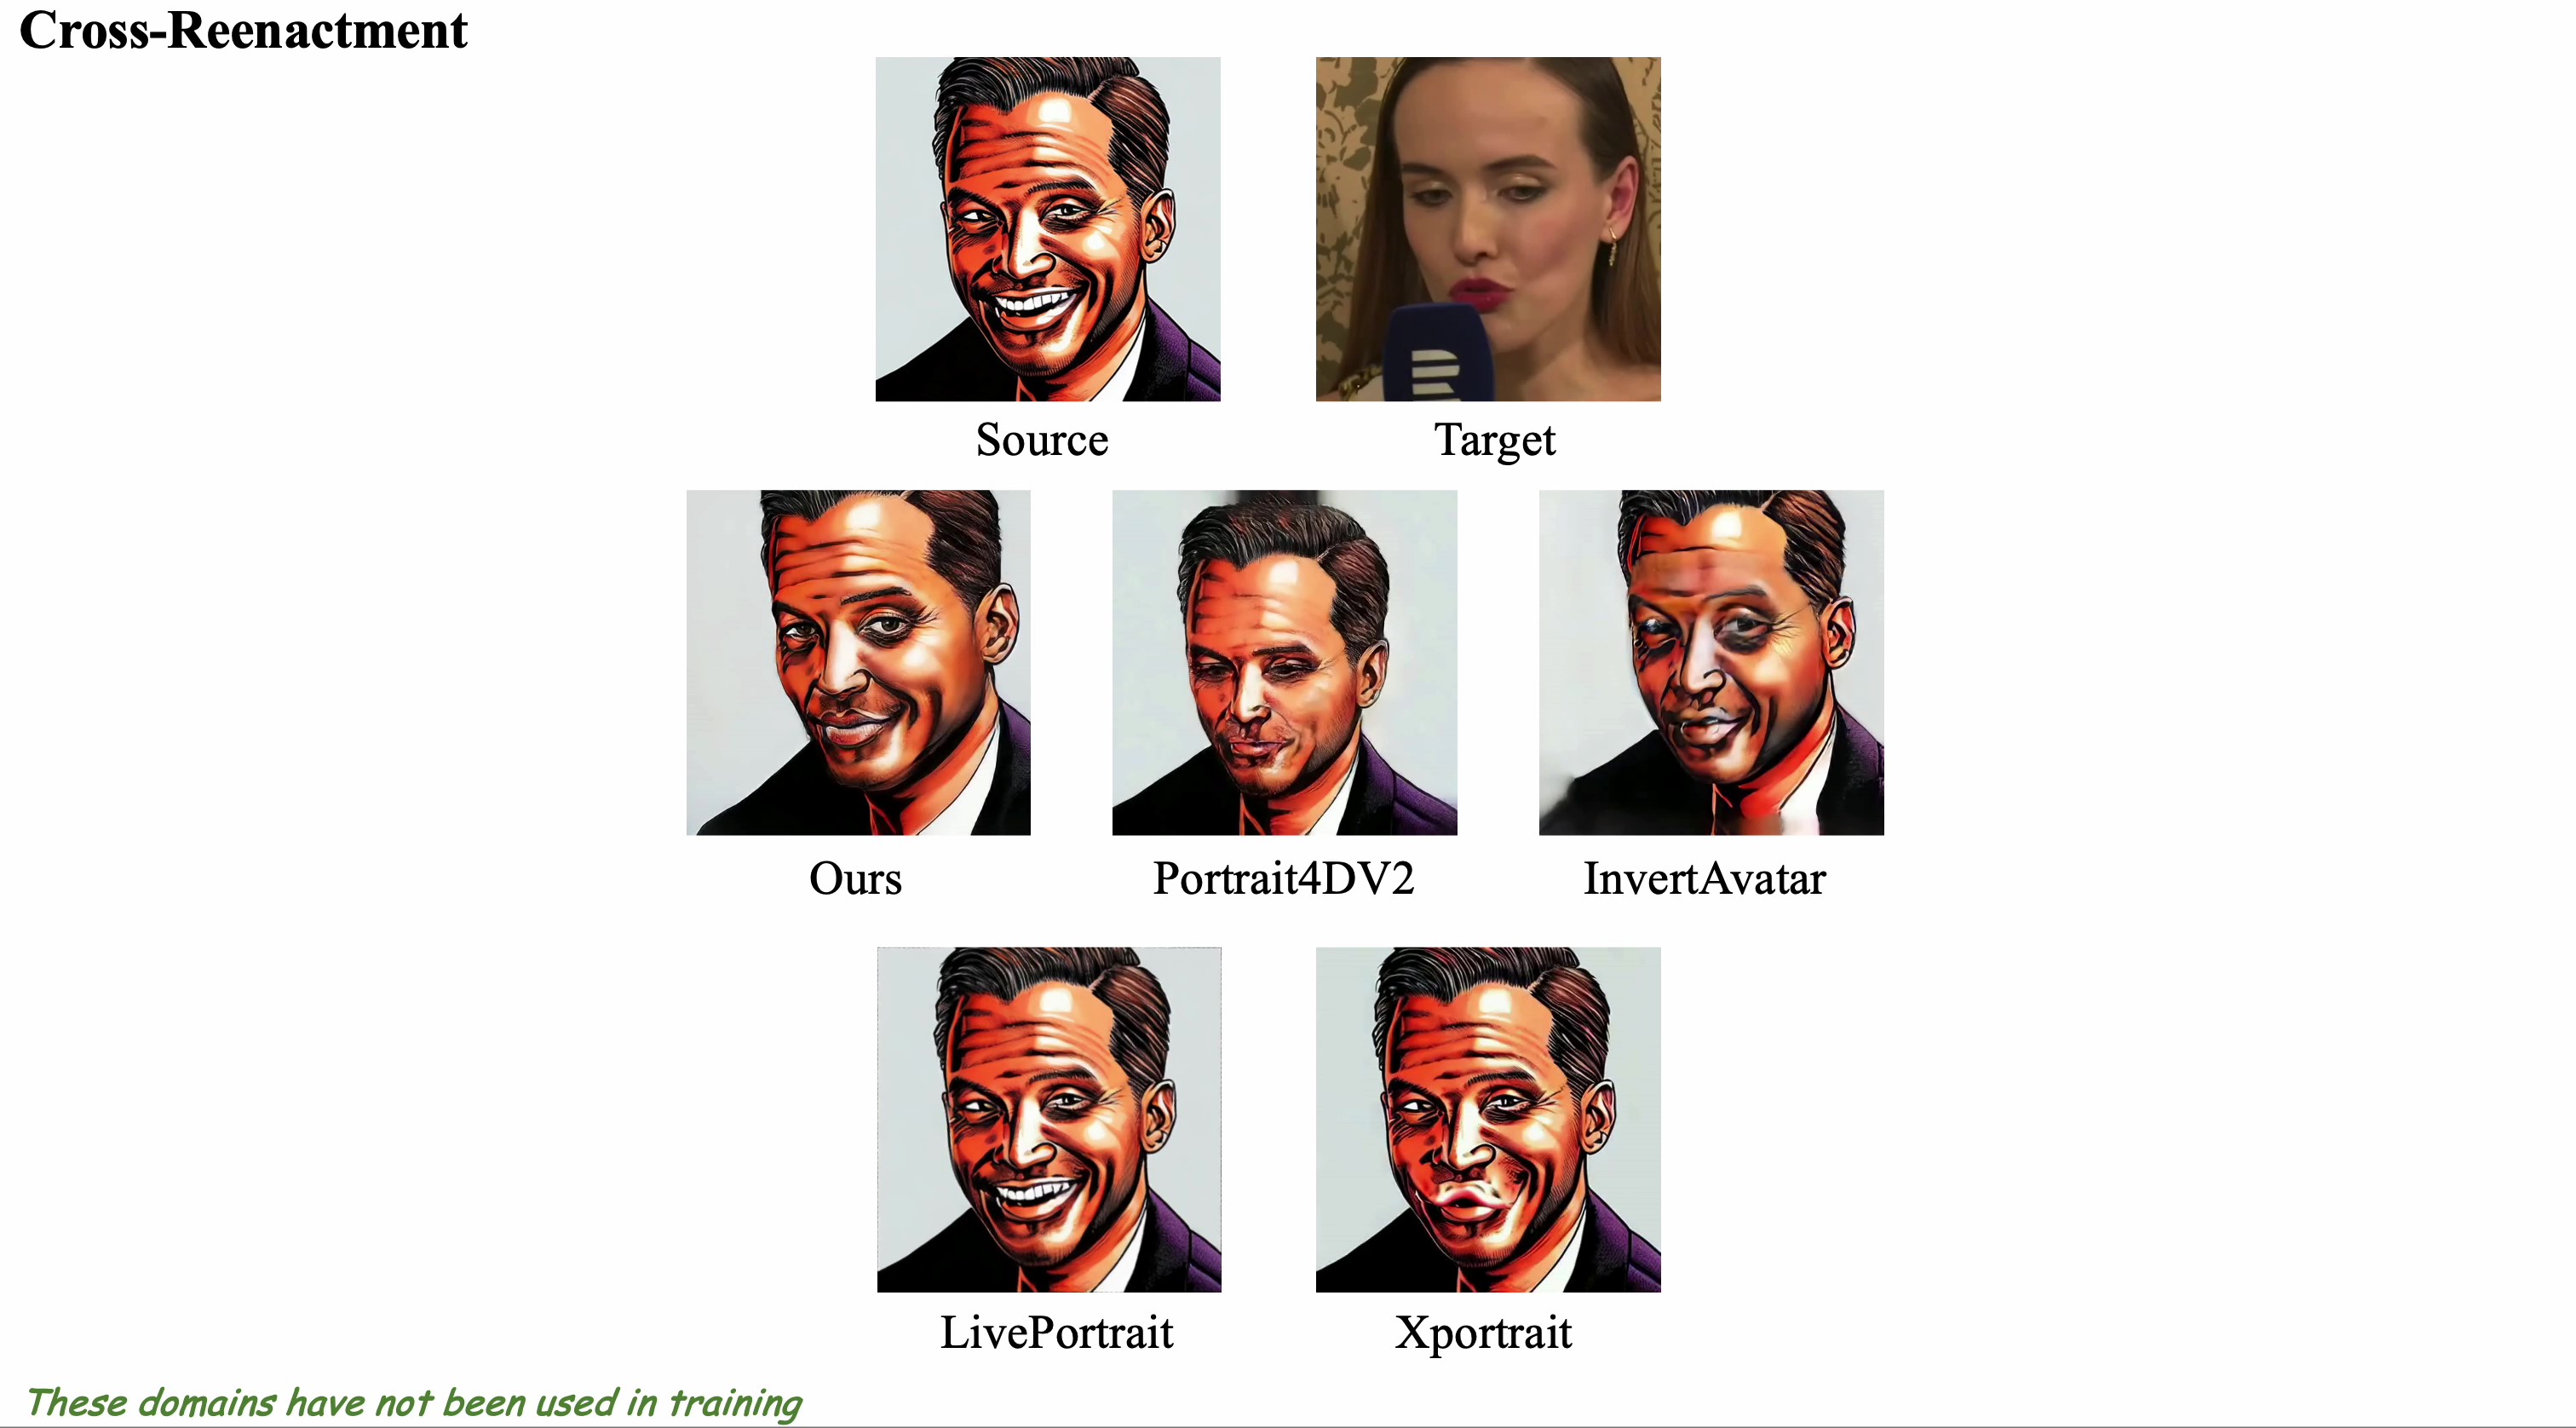 Cross-Reenactment
Source
Target
Ours
Portrait4DV2
InvertAvatar
LivePortrait
Xportrait
These domains have not been used in training